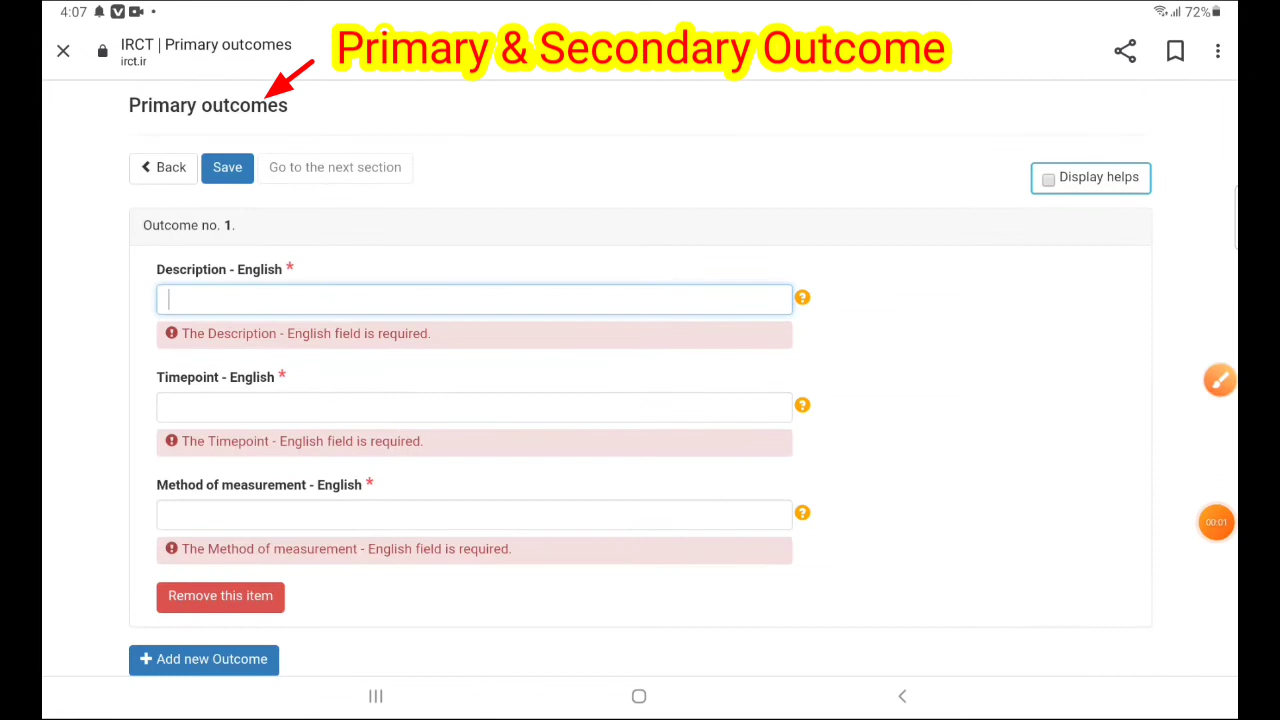 4:07
72%
IRCT | Primary outcomes
irct.ir
Primary & Secondary Outcome
Primary outcomes
Back
Save
Go to the next section
Display helps
Outcome no. 1.
Description - English *
The Description - English field is required.
Timepoint - English *
The Timepoint - English field is required.
Method of measurement - English *
The Method of measurement - English field is required.
Remove this item
+ Add new Outcome
00:01